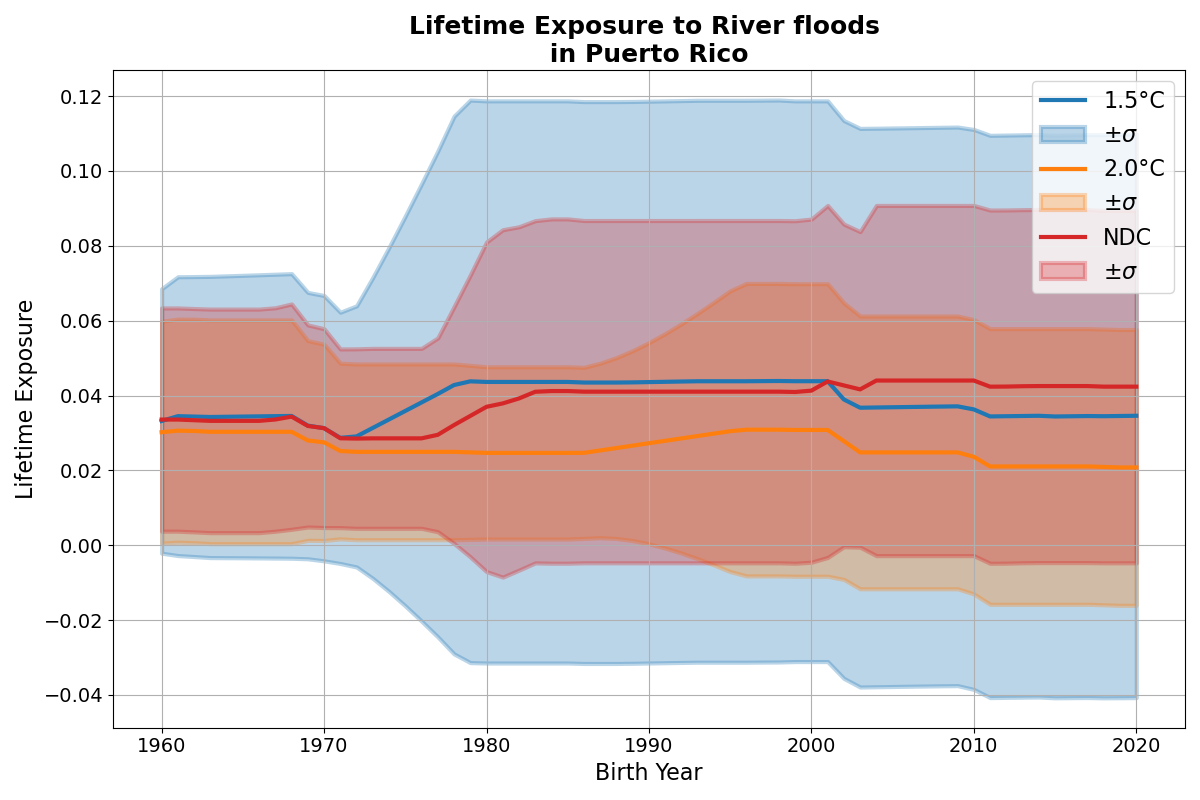 Lifetime Exposure to River floods
in Puerto Rico
Lifetime Exposure
0.12
0.10
0.08
0.06
0.04
0.02
0.00
−0.02
−0.04
1.5°C
±σ
2.0°C
±σ
NDC
±σ
1960
1970
1980
1990
2000
2010
2020
Birth Year